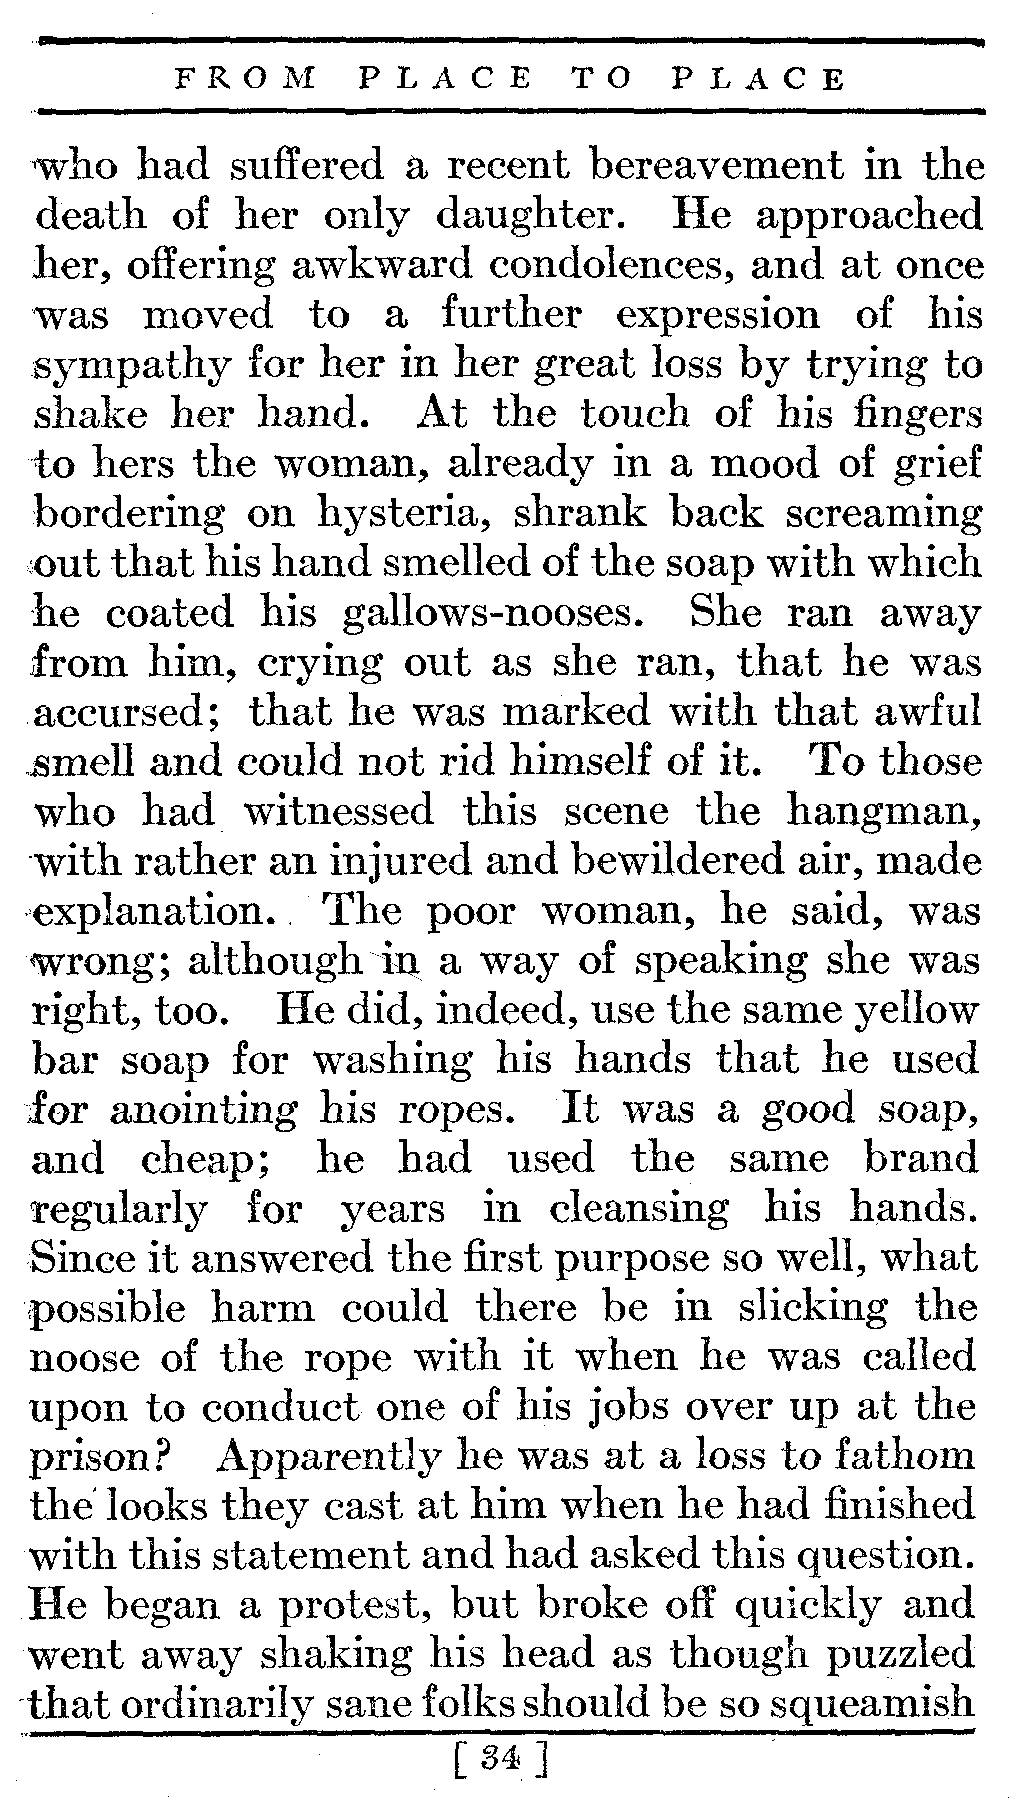 FROM PLACE TO PLACE
who had suffered a recent bereavement in the
death of her only daughter. He approached
her, offering awkward condolences, and at once
was moved to a further expression of his
sympathy for her in her great loss by trying to
shake her hand. At the touch of his fingers
to hers the woman, already in a mood of grief
bordering on hysteria, shrank back screaming
out that his hand smelled of the soap with which
he coated his gallows-nooses. She ran away
from him, crying out as she ran, that he was
accursed; that he was marked with that awful
smell and could not rid himself of it. To those
who had witnessed this scene the hangman,
with rather an injured and bewildered air, made
explanation. The poor woman, he said, was
wrong; although in a way of speaking she was
right, too. He did, indeed, use the same yellow
bar soap for washing his hands that he used
for anointing his ropes. It was a good soap,
and cheap; he had used the same brand
regularly for years in cleansing his hands.
Since it answered the first purpose so well, what
possible harm could there be in slicking the
noose of the rope with it when he was called
upon to conduct one of his jobs over up at the
prison? Apparently he was at a loss to fathom
the looks they cast at him when he had finished
with this statement and had asked this question.
He began a protest, but broke off quickly and
went away shaking his head as though puzzled
that ordinarily sane folks should be so squeamish
[ 34 ]